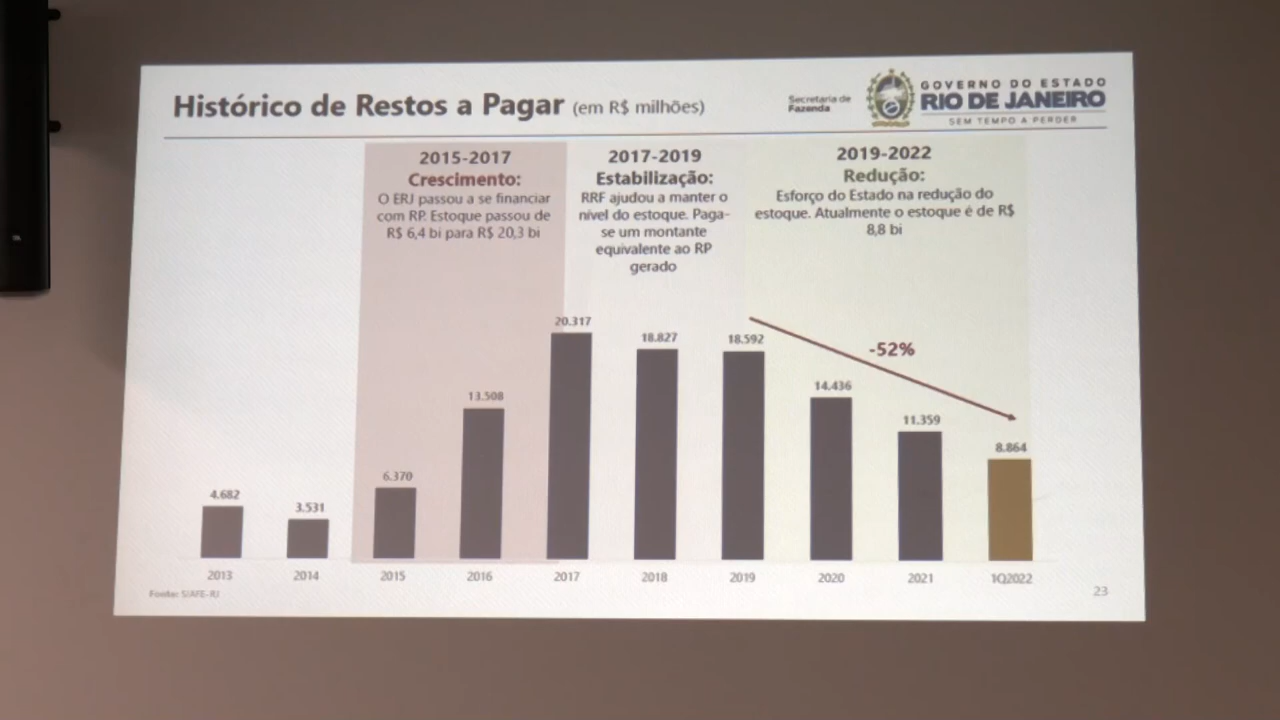 Histórico de Restos a Pagar (em R$ milhões)
Secretaria de
Fazenda
GOVERNO DO ESTADO
RIO DE JANEIRO
SEM TEMPO A PERDER
2015-2017
Crescimento:
O ERJ passou a se financiar
com RP. Estoque passou de
R$ 6,4 bi para R$ 20,3 bi
2017-2019
Estabilização:
RRF ajudou a manter o
nível do estoque. Paga-
se um montante
equivalente ao RP
gerado
2019-2022
Redução:
Esforço do Estado na redução do
estoque. Atualmente o estoque é de R$
8,8 bi
4.682
3.531
6.370
13.508
20.317
18.827
18.592
14.436
11.359
8.864
-52%
2013
2014
2015
2016
2017
2018
2019
2020
2021
1Q2022
Fonte: SIAFE-RJ
23